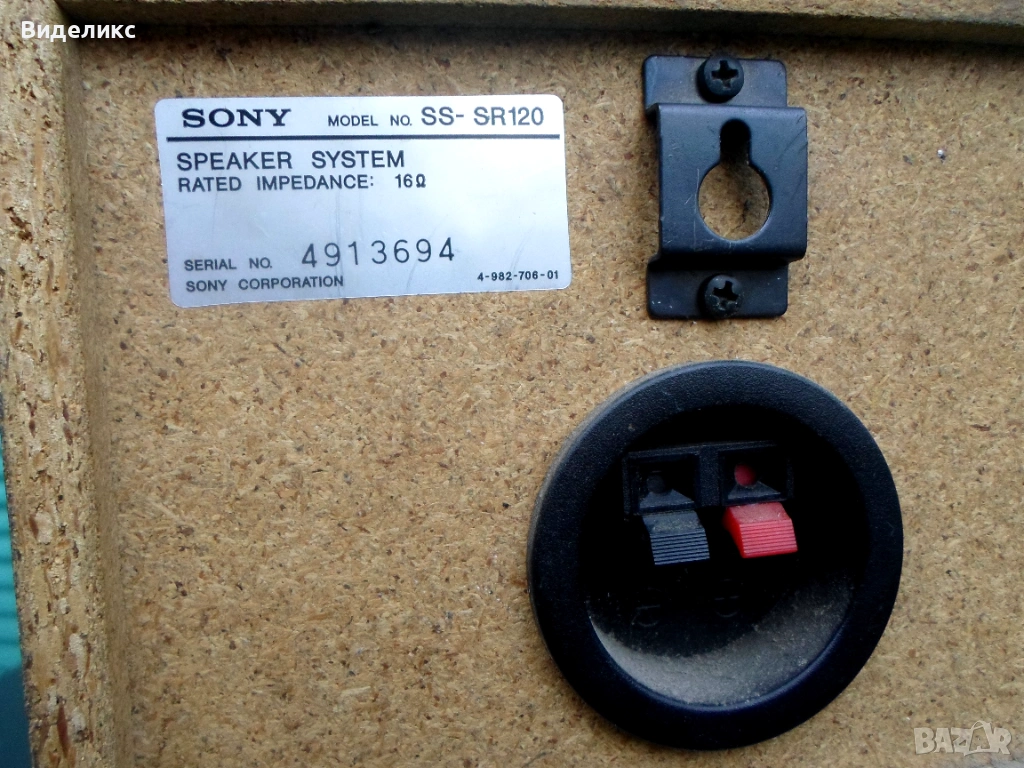 Виделикс
SONY MODEL NO. SS- SR120
SPEAKER SYSTEM
RATED IMPEDANCE: 16Ω
SERIAL NO. 4913694
SONY CORPORATION 4-982-706-01
BAZAR